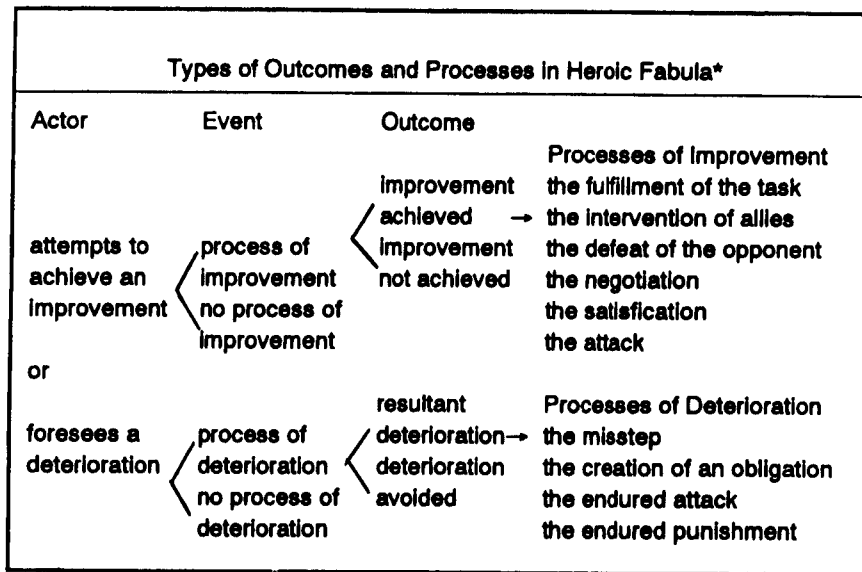 Types of Outcomes and Processes in Heroic Fabula*
Actor Event Outcome
Processes of Improvement
improvement the fulfillment of the task
achieved → the intervention of allies
attempts to process of improvement the defeat of the opponent
achieve an improvement not achieved the negotiation
improvement no process of the satisfication
improvement the attack
or
resultant Processes of Deterioration
foresees a process of deterioration → the misstep
deterioration deterioration deterioration the creation of an obligation
no process of avoided the endured attack
deterioration the endured punishment